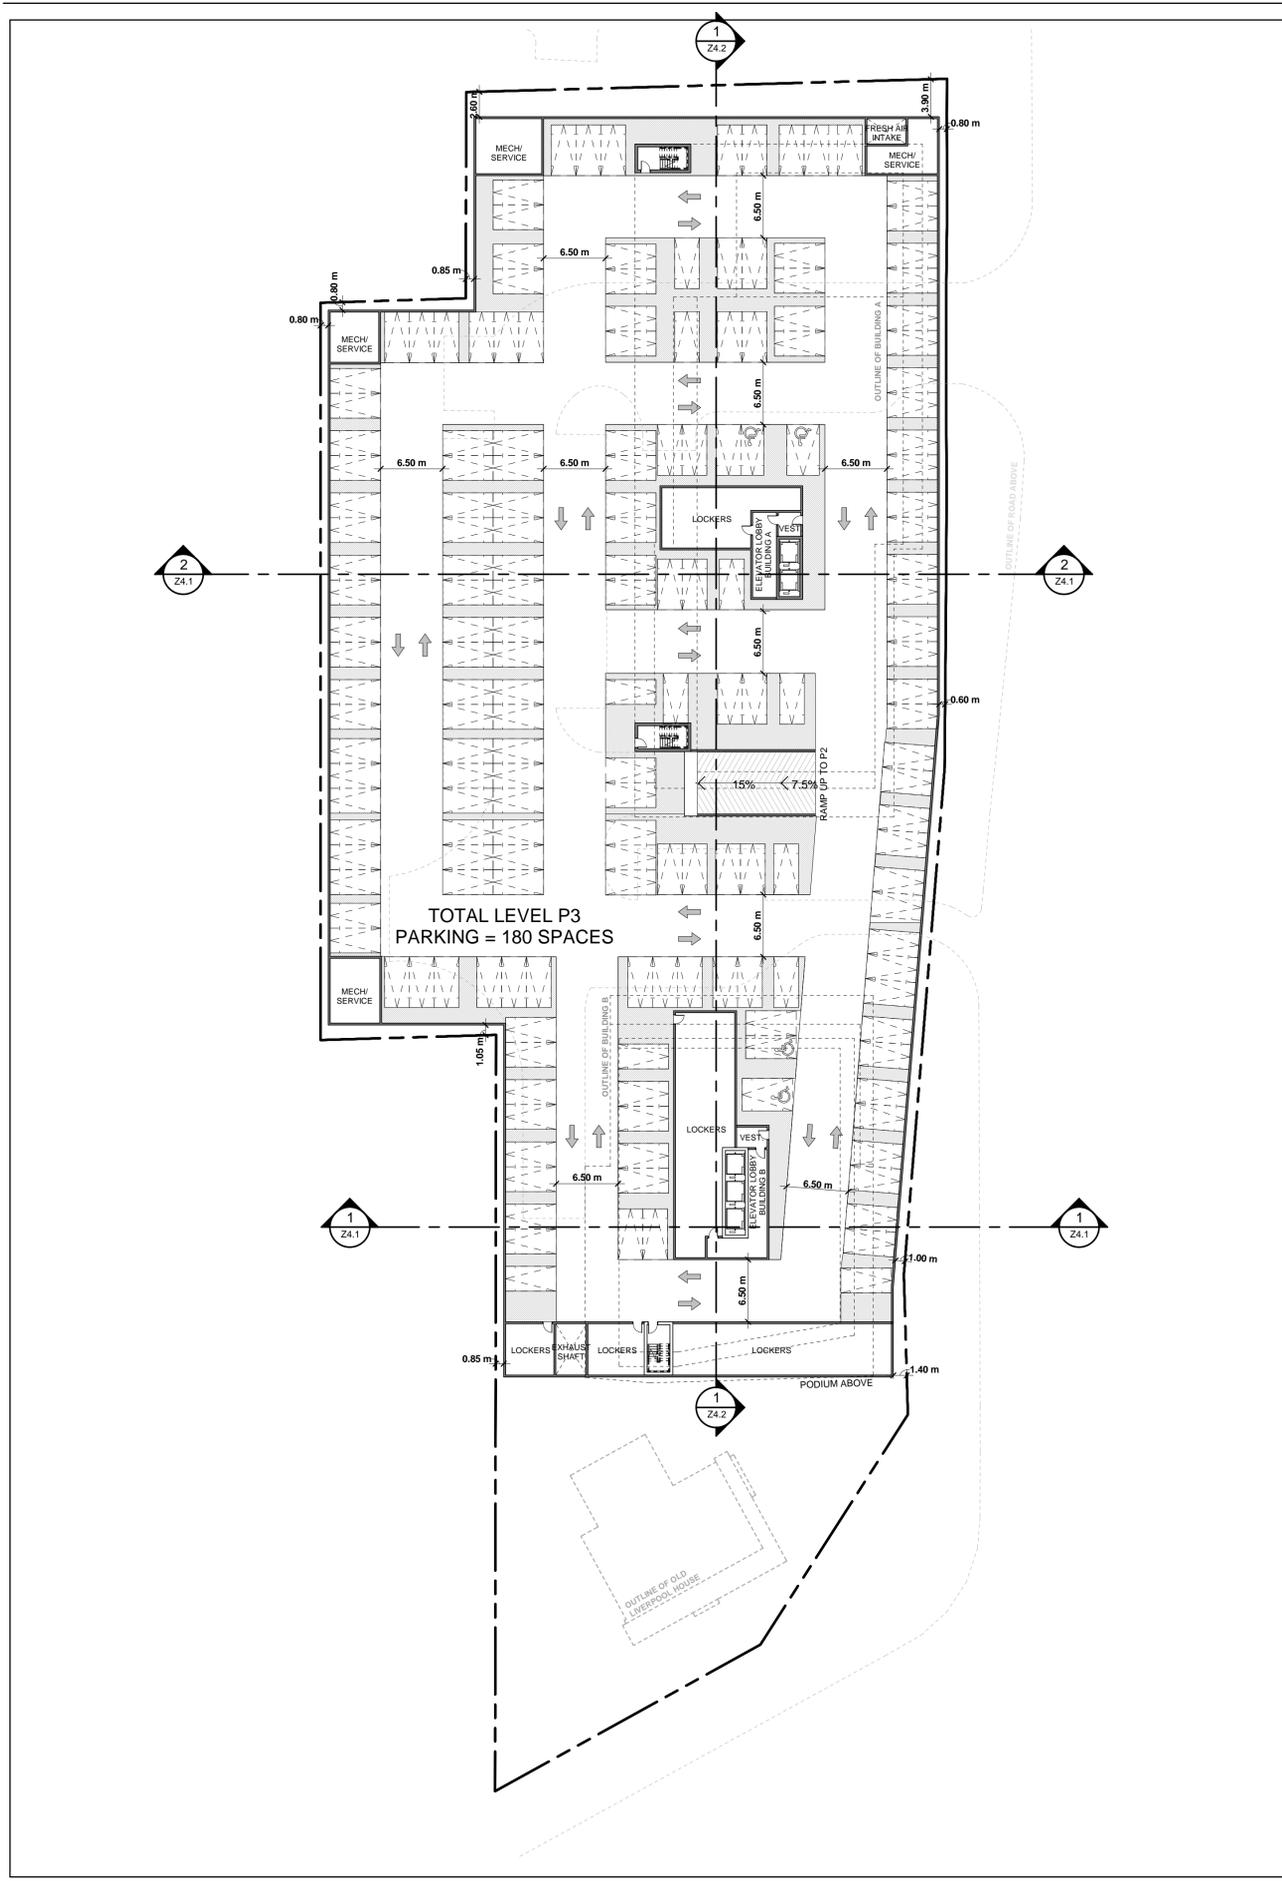 1
Z4.2
2.60 m
3.90 m
0.80 m
FRESH AIR
INTAKE
MECH/
SERVICE
MECH/
SERVICE
6.50 m
6.50 m
0.85 m
0.80 m
0.80 m
MECH/
SERVICE
OUTLINE OF BUILDING A
6.50 m
6.50 m
6.50 m
6.50 m
OUTLINE OF ROAD ABOVE
LOCKERS
VEST
ELEVATOR LOBBY
BUILDING A
2
Z4.1
2
Z4.1
6.50 m
0.60 m
15%
7.5%
RAMP UP TO P2
TOTAL LEVEL P3
PARKING = 180 SPACES
6.50 m
MECH/
SERVICE
OUTLINE OF BUILDING B
1.05 m
LOCKERS
VEST.
ELEVATOR LOBBY
BUILDING B
6.50 m
6.50 m
1
Z4.1
1
Z4.1
1.00 m
6.50 m
LOCKERS
EXHAUST
SHAFT
LOCKERS
LOCKERS
0.85 m
1.40 m
PODIUM ABOVE
1
Z4.2
OUTLINE OF OLD
LIVERPOOL HOUSE